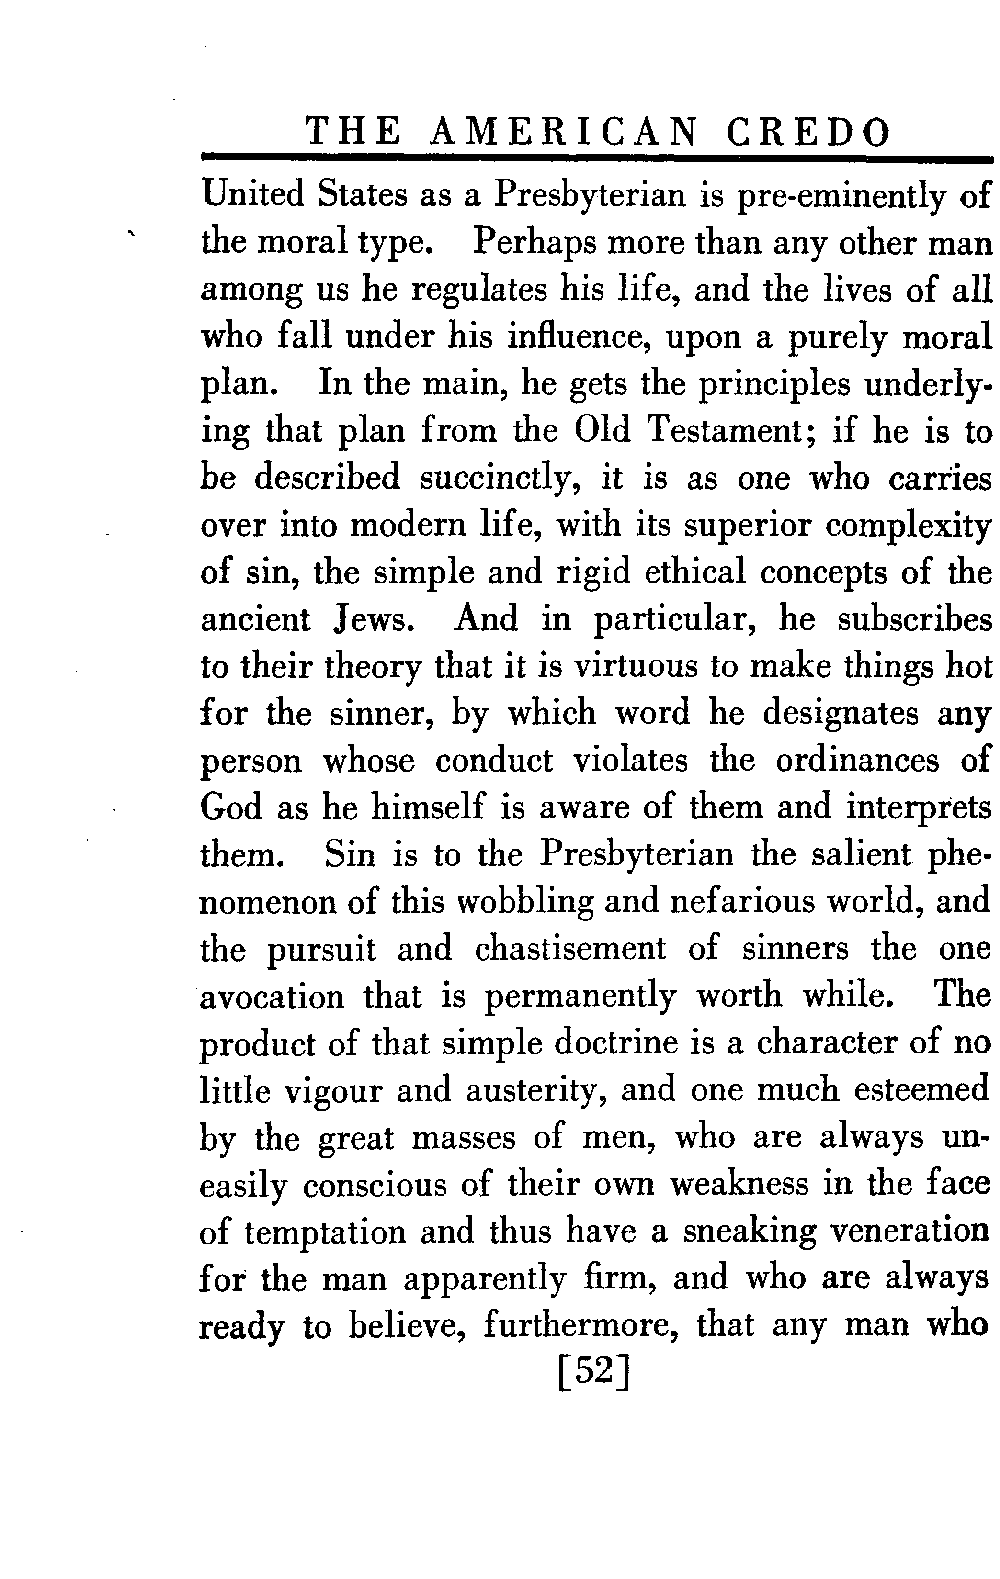 THE AMERICAN CREDO
United States as a Presbyterian is pre-eminently of
the moral type. Perhaps more than any other man
among us he regulates his life, and the lives of all
who fall under his influence, upon a purely moral
plan. In the main, he gets the principles underly-
ing that plan from the Old Testament; if he is to
be described succinctly, it is as one who carries
over into modern life, with its superior complexity
of sin, the simple and rigid ethical concepts of the
ancient Jews. And in particular, he subscribes
to their theory that it is virtuous to make things hot
for the sinner, by which word he designates any
person whose conduct violates the ordinances of
God as he himself is aware of them and interprets
them. Sin is to the Presbyterian the salient phe-
nomenon of this wobbling and nefarious world, and
the pursuit and chastisement of sinners the one
avocation that is permanently worth while. The
product of that simple doctrine is a character of no
little vigour and austerity, and one much esteemed
by the great masses of men, who are always un-
easily conscious of their own weakness in the face
of temptation and thus have a sneaking veneration
for the man apparently firm, and who are always
ready to believe, furthermore, that any man who
[52]